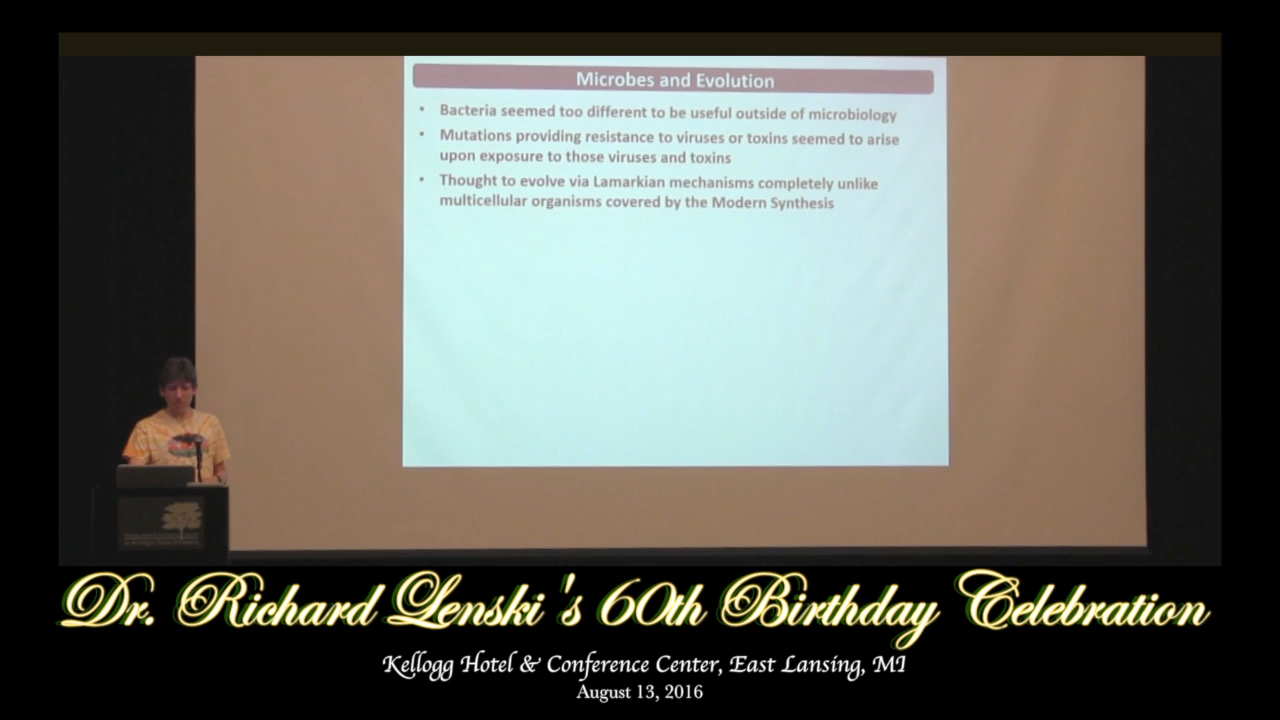 Microbes and Evolution
• Bacteria seemed too different to be useful outside of microbiology
• Mutations providing resistance to viruses or toxins seemed to arise
upon exposure to those viruses and toxins
• Thought to evolve via Lamarkian mechanisms completely unlike
multicellular organisms covered by the Modern Synthesis
Dr. Richard Lenski's 60th Birthday Celebration
Kellogg Hotel & Conference Center, East Lansing, MI
August 13, 2016